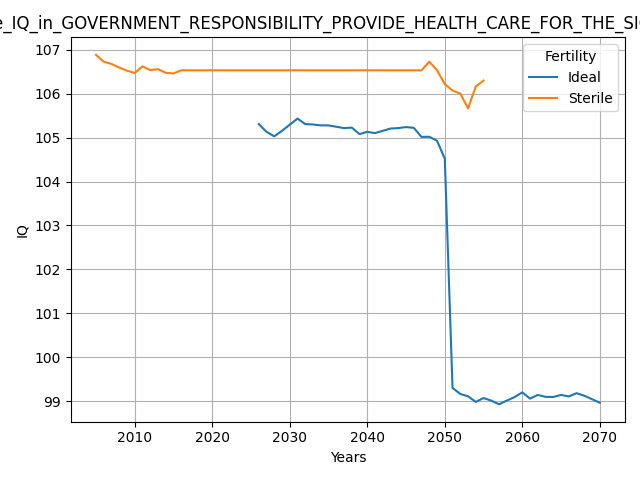 e_IQ_in_GOVERNMENT_RESPONSIBILITY_PROVIDE_HEALTH_CARE_FOR_THE_SI
107
106
105
104
103
102
101
100
99
IQ
Fertility
Ideal
Sterile
2010 2020 2030 2040 2050 2060 2070
Years